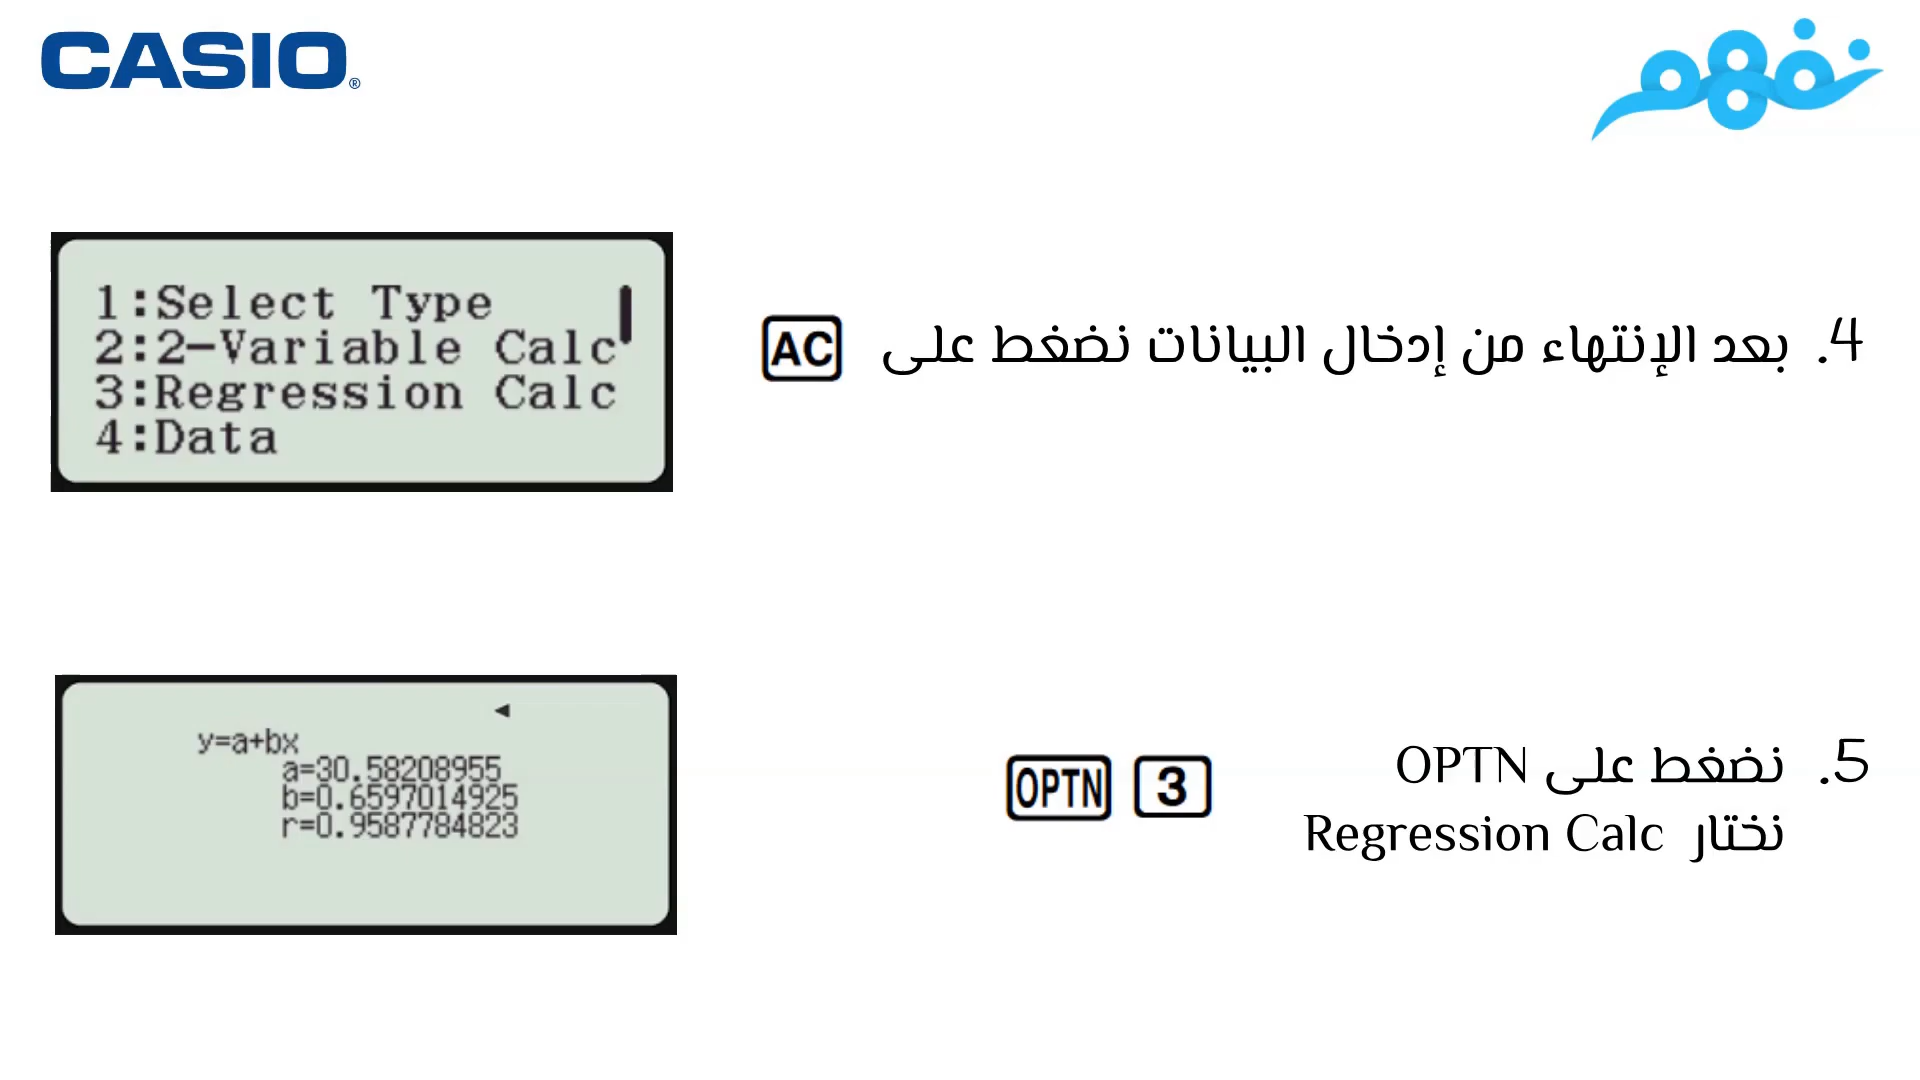 CASIO®
نفهم
1:Select Type
2:2-Variable Calc
3:Regression Calc
4:Data
4. بعد الإنتهاء من إدخال البيانات نضغط على AC
y=a+bx
a=30.58208955
b=0.6597014925
r=0.9587784823
5. نضغط على OPTN
نختار Regression Calc
OPTN 3